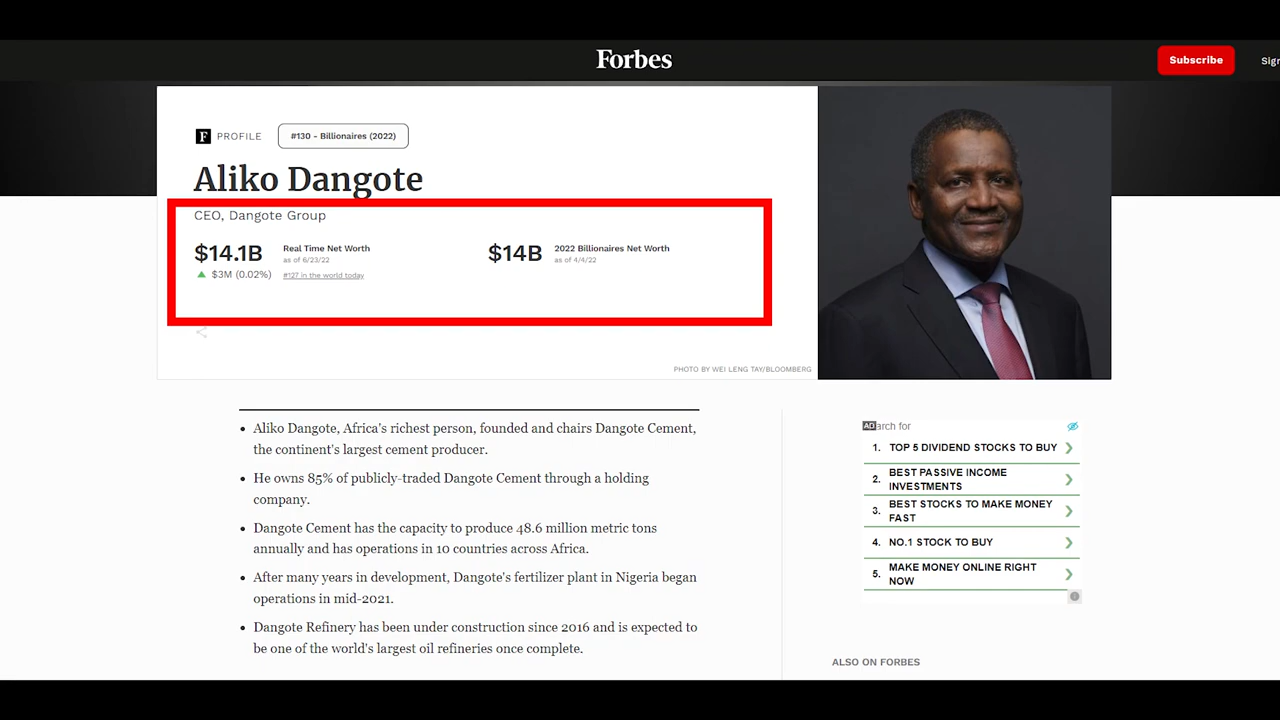 Forbes
Subscribe
Sign
F PROFILE
#130 - Billionaires (2022)
Aliko Dangote
CEO, Dangote Group
$14.1B
Real Time Net Worth
as of 6/23/22
$3M (0.02%)
#127 in the world today
$14B
2022 Billionaires Net Worth
as of 4/4/22
PHOTO BY WEI LENG TAY/BLOOMBERG
• Aliko Dangote, Africa's richest person, founded and chairs Dangote Cement,
the continent's largest cement producer.
• He owns 85% of publicly-traded Dangote Cement through a holding
company.
• Dangote Cement has the capacity to produce 48.6 million metric tons
annually and has operations in 10 countries across Africa.
• After many years in development, Dangote's fertilizer plant in Nigeria began
operations in mid-2021.
• Dangote Refinery has been under construction since 2016 and is expected to
be one of the world's largest oil refineries once complete.
AD arch for
1. TOP 5 DIVIDEND STOCKS TO BUY
2. BEST PASSIVE INCOME
INVESTMENTS
3. BEST STOCKS TO MAKE MONEY
FAST
4. NO.1 STOCK TO BUY
5. MAKE MONEY ONLINE RIGHT
NOW
ALSO ON FORBES